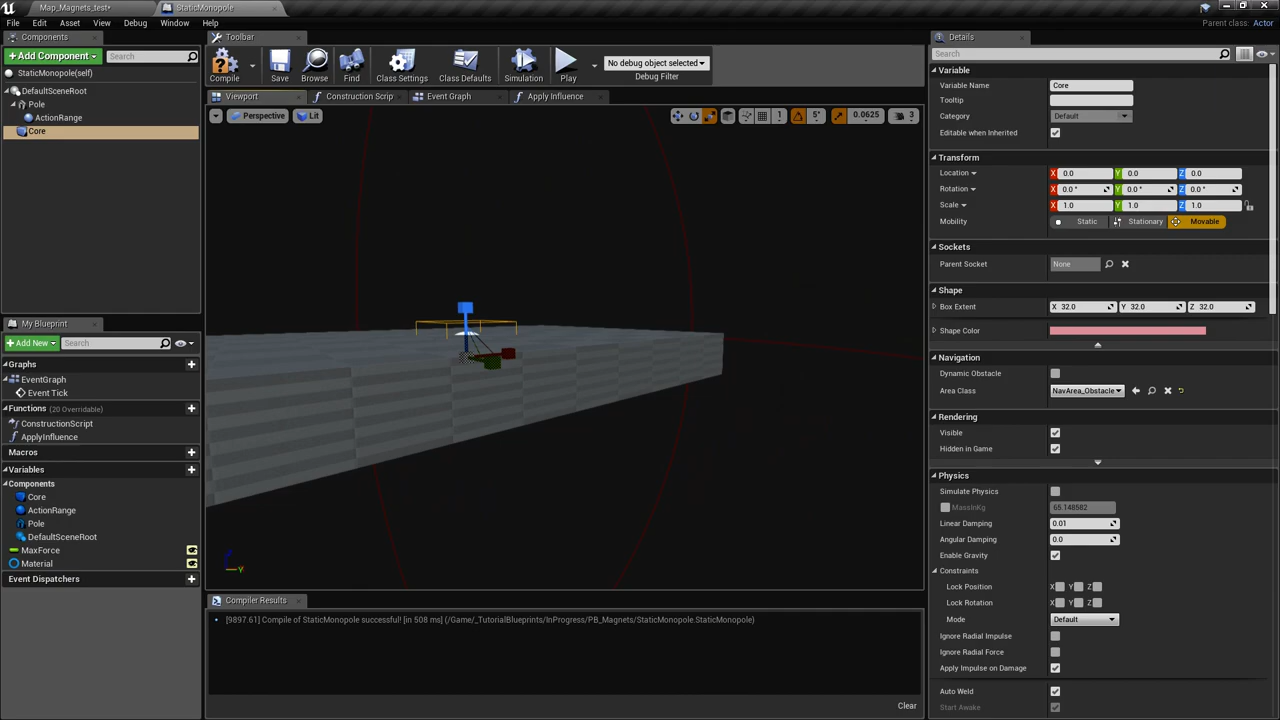 Map_Magnets_test*
StaticMonopole
File Edit Asset View Debug Window Help
Parent class: Actor
Components
Add Component
Search
StaticMonopole(self)
DefaultSceneRoot
Pole
ActionRange
Core
My Blueprint
Add New
Search
Graphs
EventGraph
Event Tick
Functions (20 Overridable)
ConstructionScript
ApplyInfluence
Macros
Variables
Components
Core
ActionRange
Pole
DefaultSceneRoot
MaxForce
Material
Event Dispatchers
Toolbar
Compile Save Browse Find Class Settings Class Defaults Simulation Play
No debug object selected
Debug Filter
Viewport Construction Scrip Event Graph Apply Influence
Perspective Lit
1 5° 0.0625 3
Compiler Results
[9897.61] Compile of StaticMonopole successful! [in 508 ms] (/Game/_TutorialBlueprints/InProgress/PB_Magnets/StaticMonopole.StaticMonopole)
Clear
Details
Search
Variable
Variable Name Core
Tooltip
Category Default
Editable when Inherited
Transform
Location X 0.0 Y 0.0 Z 0.0
Rotation X 0.0 ° Y 0.0 ° Z 0.0 °
Scale X 1.0 Y 1.0 Z 1.0
Mobility Static Stationary Movable
Sockets
Parent Socket None
Shape
Box Extent X 32.0 Y 32.0 Z 32.0
Shape Color
Navigation
Dynamic Obstacle
Area Class NavArea_Obstacle
Rendering
Visible
Hidden in Game
Physics
Simulate Physics
MassInKg 65.148582
Linear Damping 0.01
Angular Damping 0.0
Enable Gravity
Constraints
Lock Position X Y Z
Lock Rotation X Y Z
Mode Default
Ignore Radial Impulse
Ignore Radial Force
Apply Impulse on Damage
Auto Weld
Start Awake